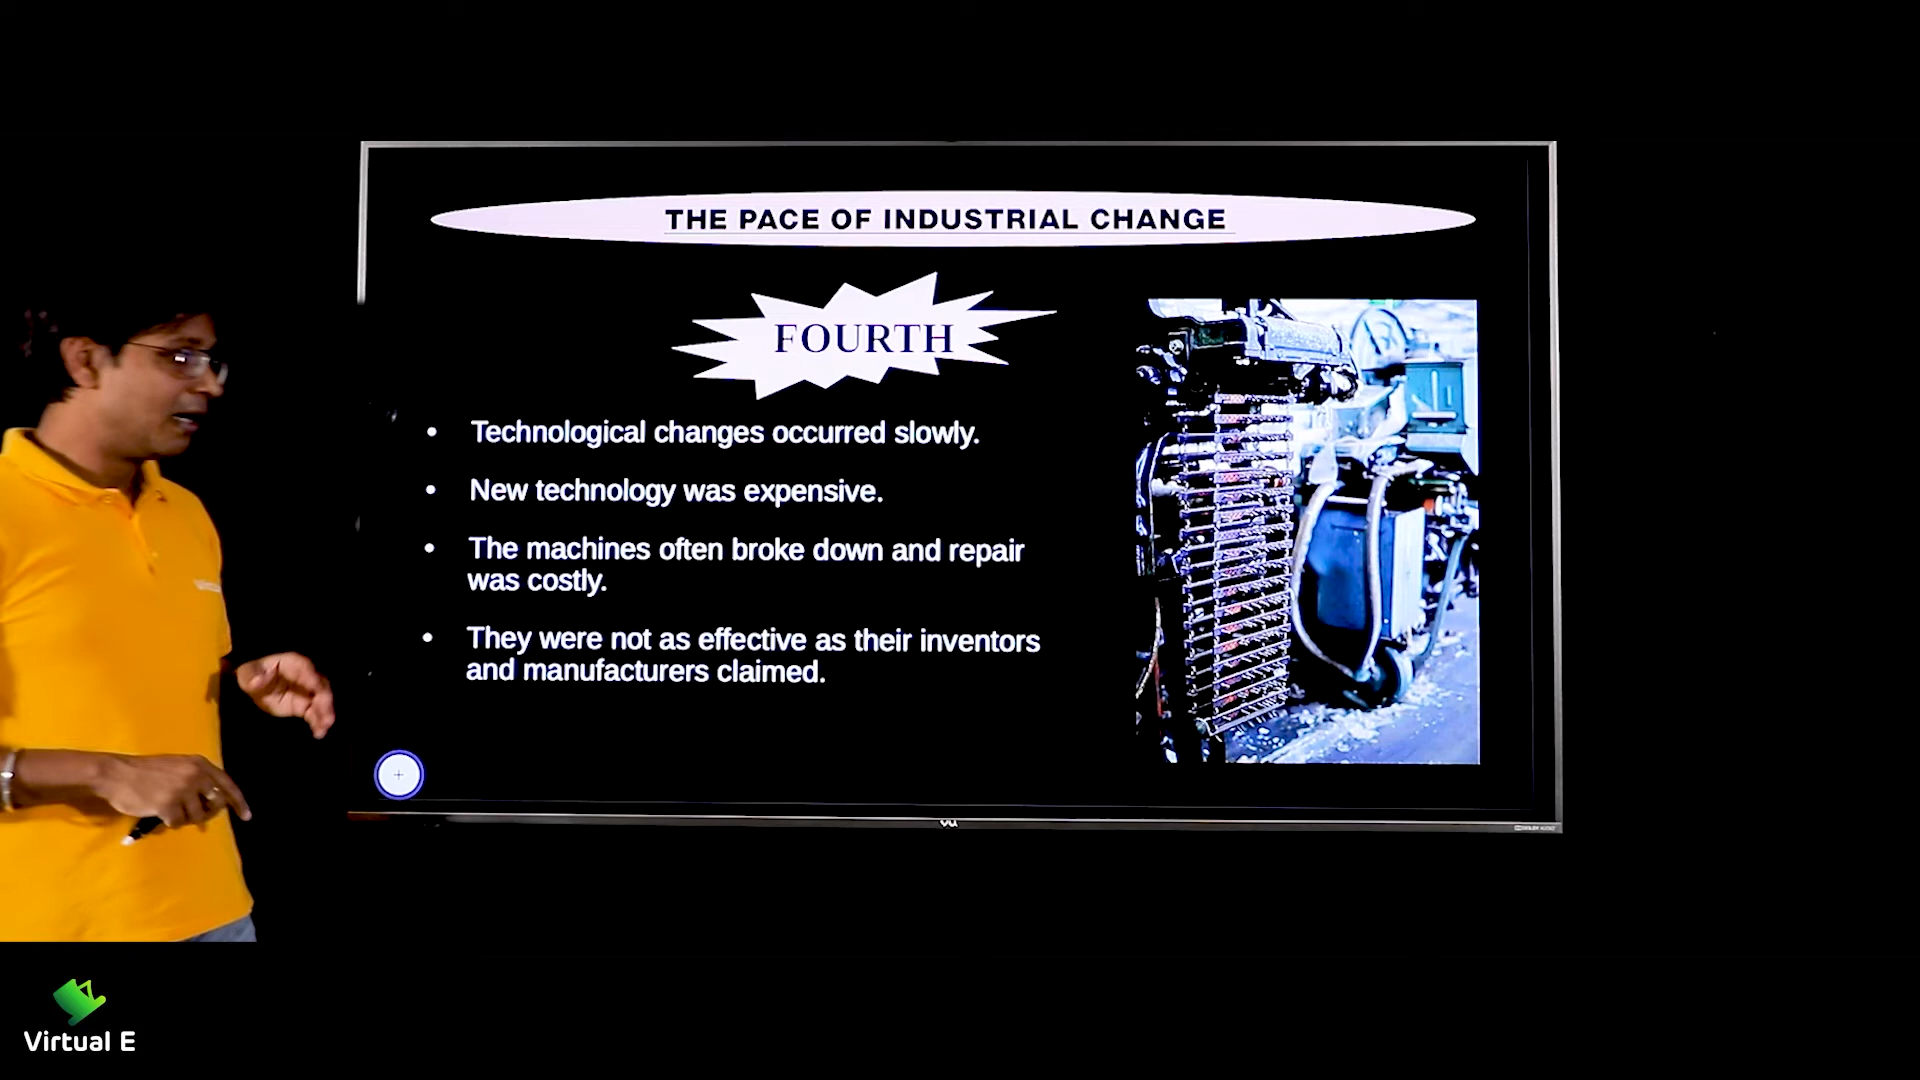 THE PACE OF INDUSTRIAL CHANGE
FOURTH
• Technological changes occurred slowly.
• New technology was expensive.
• The machines often broke down and repair
was costly.
• They were not as effective as their inventors
and manufacturers claimed.
VU
Virtual E